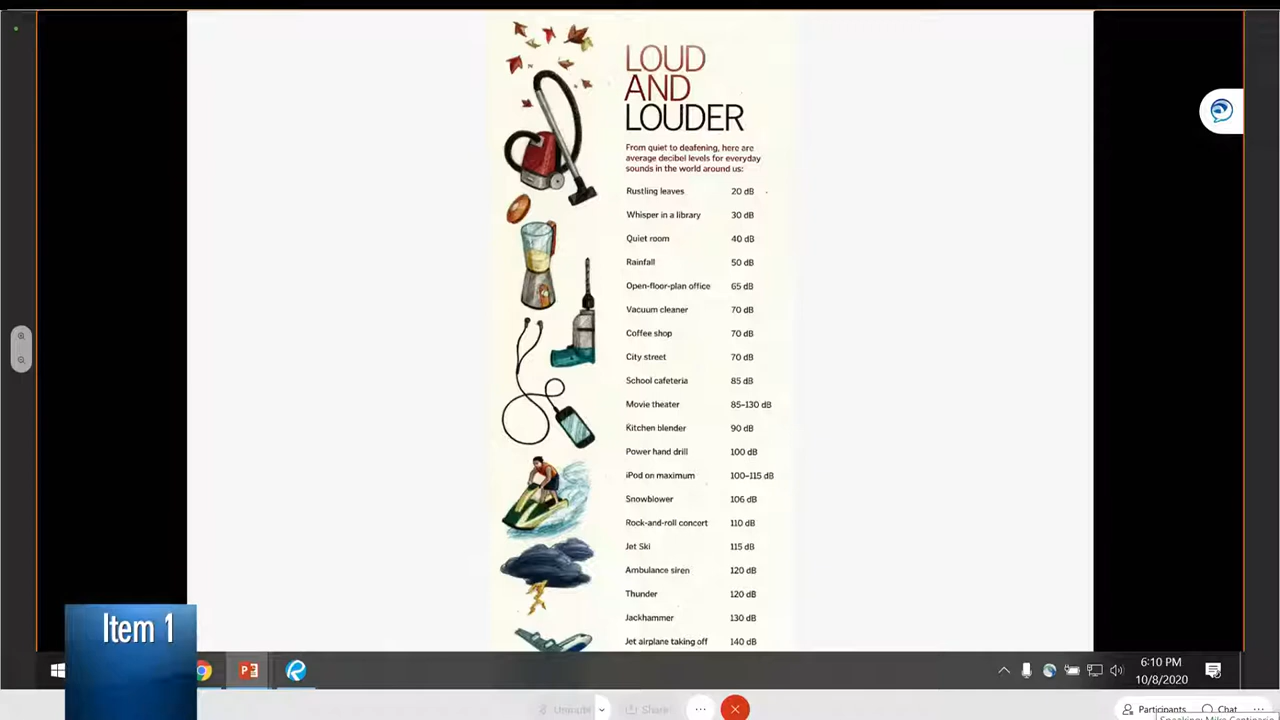 LOUD
AND
LOUDER
From quiet to deafening, here are
average decibel levels for everyday
sounds in the world around us:
Rustling leaves 20 dB
Whisper in a library 30 dB
Quiet room 40 dB
Rainfall 50 dB
Open-floor-plan office 65 dB
Vacuum cleaner 70 dB
Coffee shop 70 dB
City street 70 dB
School cafeteria 85 dB
Movie theater 85–130 dB
Kitchen blender 90 dB
Power hand drill 100 dB
iPod on maximum 100–115 dB
Snowblower 106 dB
Rock-and-roll concert 110 dB
Jet Ski 115 dB
Ambulance siren 120 dB
Thunder 120 dB
Jackhammer 130 dB
Jet airplane taking off 140 dB
Item 1
6:10 PM
10/8/2020
Unmute Share Participants Chat